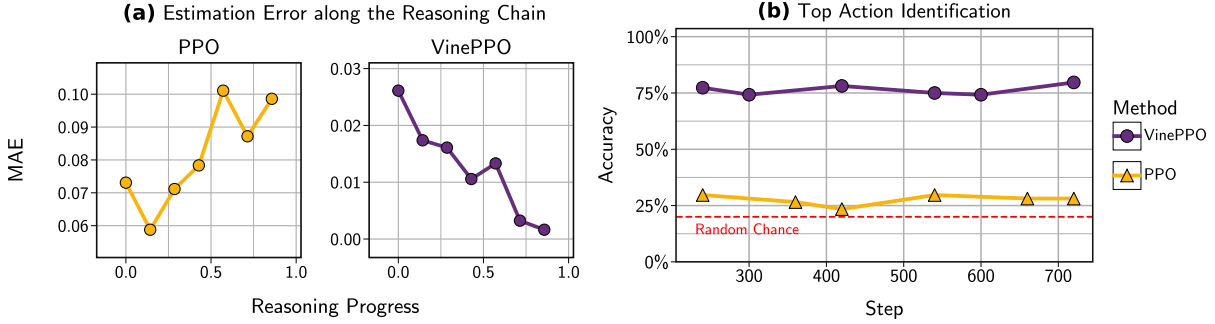 (a) Estimation Error along the Reasoning Chain
PPO
VinePPO
MAE
0.10
0.09
0.08
0.07
0.06
0.0
0.5
1.0
0.03
0.02
0.01
0.00
0.0
0.5
1.0
Reasoning Progress
(b) Top Action Identification
Accuracy
100%
75%
50%
25%
0%
Random Chance
300
400
500
600
700
Step
Method
VinePPO
PPO